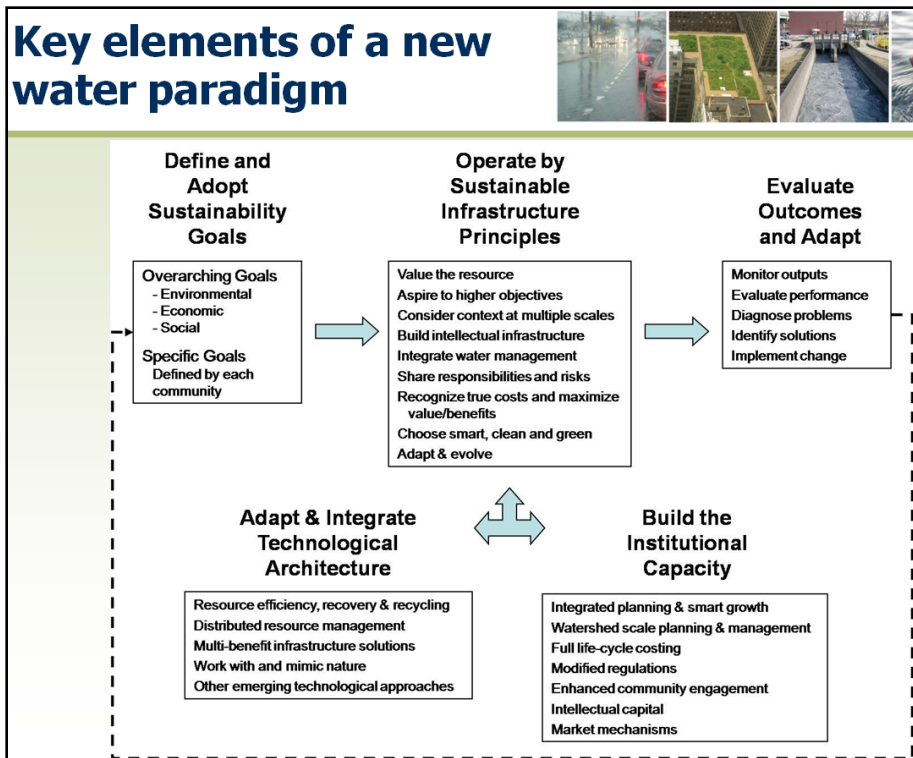 Key elements of a new
water paradigm
Define and
Adopt
Sustainability
Goals
Overarching Goals
- Environmental
- Economic
- Social
Specific Goals
Defined by each
community
Operate by
Sustainable
Infrastructure
Principles
Value the resource
Aspire to higher objectives
Consider context at multiple scales
Build intellectual infrastructure
Integrate water management
Share responsibilities and risks
Recognize true costs and maximize
value/benefits
Choose smart, clean and green
Adapt & evolve
Evaluate
Outcomes
and Adapt
Monitor outputs
Evaluate performance
Diagnose problems
Identify solutions
Implement change
Adapt & Integrate
Technological
Architecture
Resource efficiency, recovery & recycling
Distributed resource management
Multi-benefit infrastructure solutions
Work with and mimic nature
Other emerging technological approaches
Build the
Institutional
Capacity
Integrated planning & smart growth
Watershed scale planning & management
Full life-cycle costing
Modified regulations
Enhanced community engagement
Intellectual capital
Market mechanisms